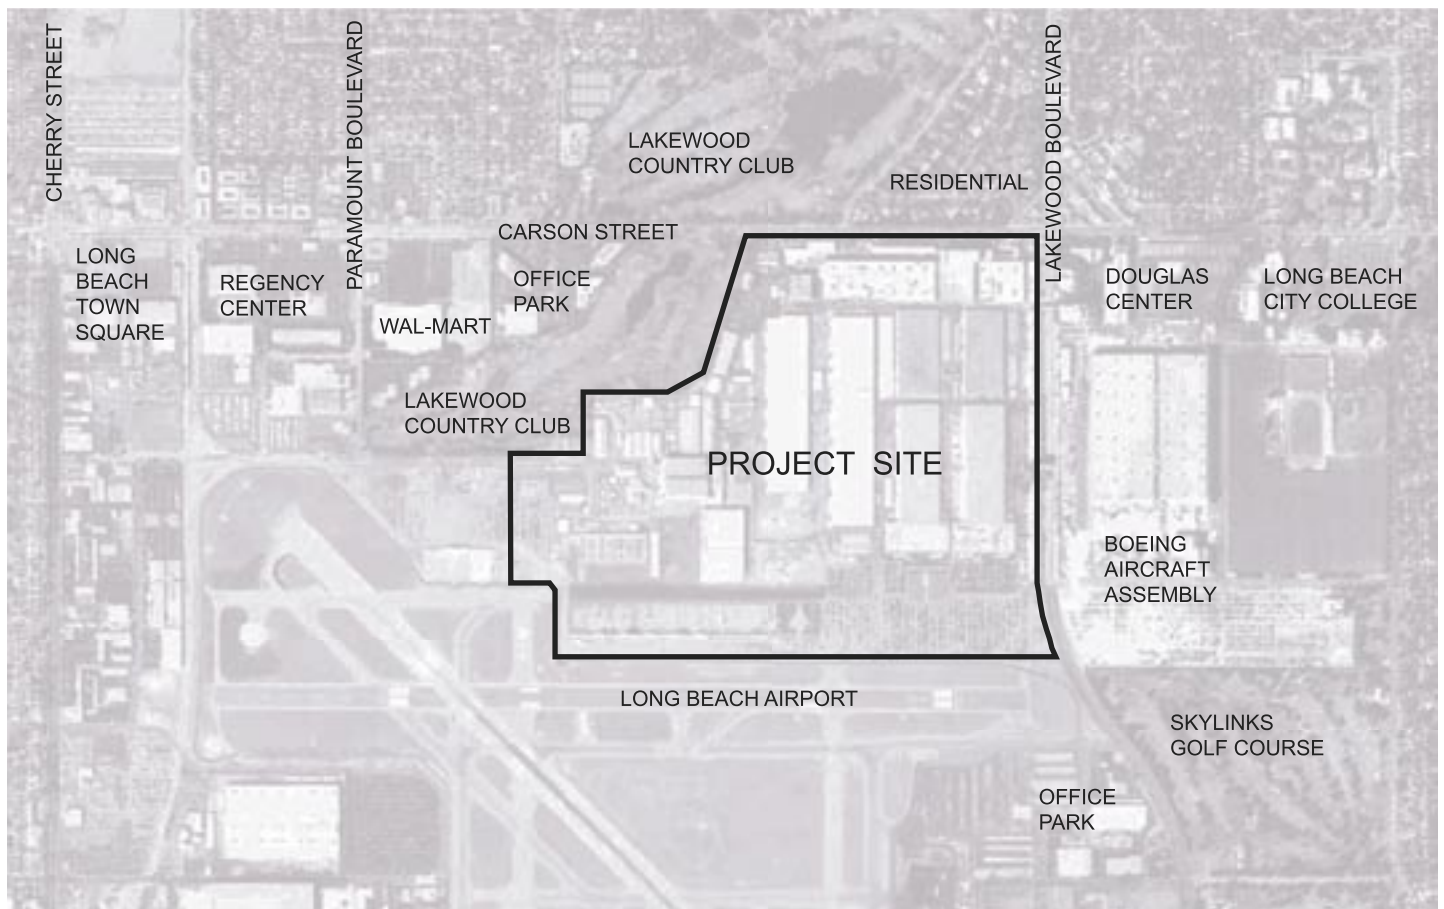 CHERRY STREET
PARAMOUNT BOULEVARD
LAKEWOOD BOULEVARD
LAKEWOOD
COUNTRY CLUB
RESIDENTIAL
CARSON STREET
LONG
BEACH
TOWN
SQUARE
REGENCY
CENTER
WAL-MART
OFFICE
PARK
DOUGLAS
CENTER
LONG BEACH
CITY COLLEGE
LAKEWOOD
COUNTRY CLUB
PROJECT SITE
BOEING
AIRCRAFT
ASSEMBLY
LONG BEACH AIRPORT
SKYLINKS
GOLF COURSE
OFFICE
PARK